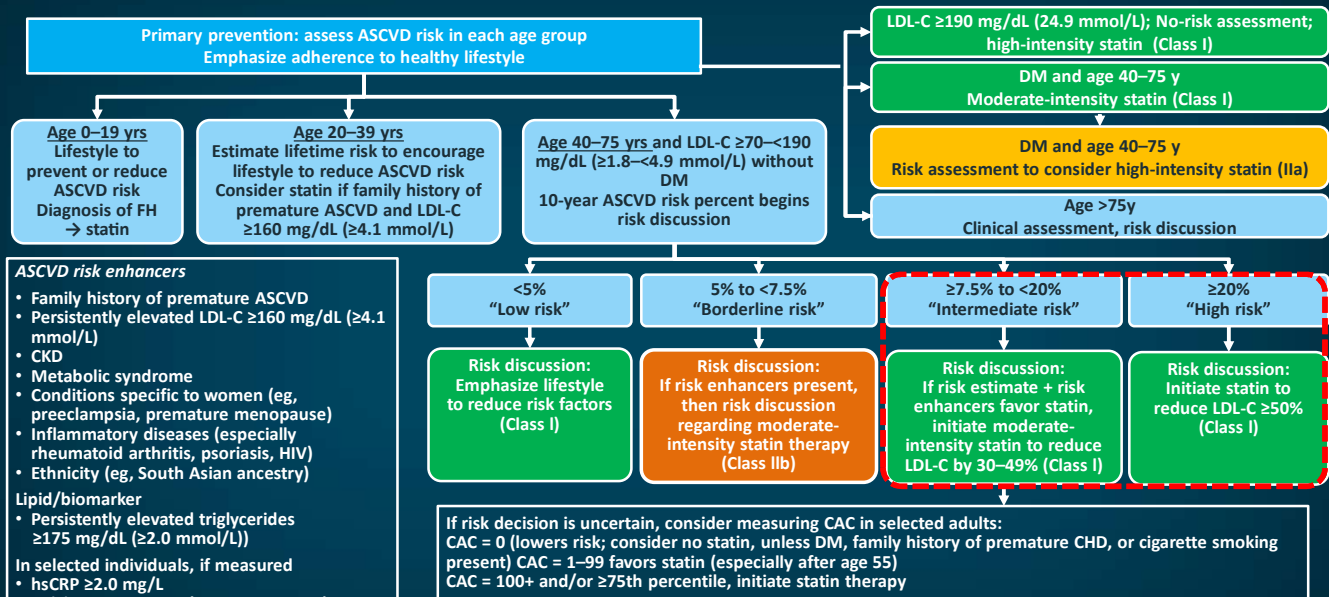 Primary prevention: assess ASCVD risk in each age group
Emphasize adherence to healthy lifestyle
LDL-C ≥190 mg/dL (24.9 mmol/L); No-risk assessment;
high-intensity statin (Class I)
DM and age 40–75 y
Moderate-intensity statin (Class I)
DM and age 40–75 y
Risk assessment to consider high-intensity statin (IIa)
Age >75y
Clinical assessment, risk discussion
Age 0–19 yrs
Lifestyle to
prevent or reduce
ASCVD risk
Diagnosis of FH
→ statin
Age 20–39 yrs
Estimate lifetime risk to encourage
lifestyle to reduce ASCVD risk
Consider statin if family history of
premature ASCVD and LDL-C
≥160 mg/dL (≥4.1 mmol/L)
Age 40–75 yrs and LDL-C ≥70–<190
mg/dL (≥1.8–<4.9 mmol/L) without
DM
10-year ASCVD risk percent begins
risk discussion
<5%
“Low risk”
5% to <7.5%
“Borderline risk”
≥7.5% to <20%
“Intermediate risk”
≥20%
“High risk”
Risk discussion:
Emphasize lifestyle
to reduce risk factors
(Class I)
Risk discussion:
If risk enhancers present,
then risk discussion
regarding moderate-
intensity statin therapy
(Class IIb)
Risk discussion:
If risk estimate + risk
enhancers favor statin,
initiate moderate-
intensity statin to reduce
LDL-C by 30–49% (Class I)
Risk discussion:
Initiate statin to
reduce LDL-C ≥50%
(Class I)
ASCVD risk enhancers
• Family history of premature ASCVD
• Persistently elevated LDL-C ≥160 mg/dL (≥4.1
mmol/L)
• CKD
• Metabolic syndrome
• Conditions specific to women (eg,
preeclampsia, premature menopause)
• Inflammatory diseases (especially
rheumatoid arthritis, psoriasis, HIV)
• Ethnicity (eg, South Asian ancestry)
Lipid/biomarker
• Persistently elevated triglycerides
≥175 mg/dL (≥2.0 mmol/L))
In selected individuals, if measured
• hsCRP ≥2.0 mg/L
If risk decision is uncertain, consider measuring CAC in selected adults:
CAC = 0 (lowers risk; consider no statin, unless DM, family history of premature CHD, or cigarette smoking
present) CAC = 1–99 favors statin (especially after age 55)
CAC = 100+ and/or ≥75th percentile, initiate statin therapy